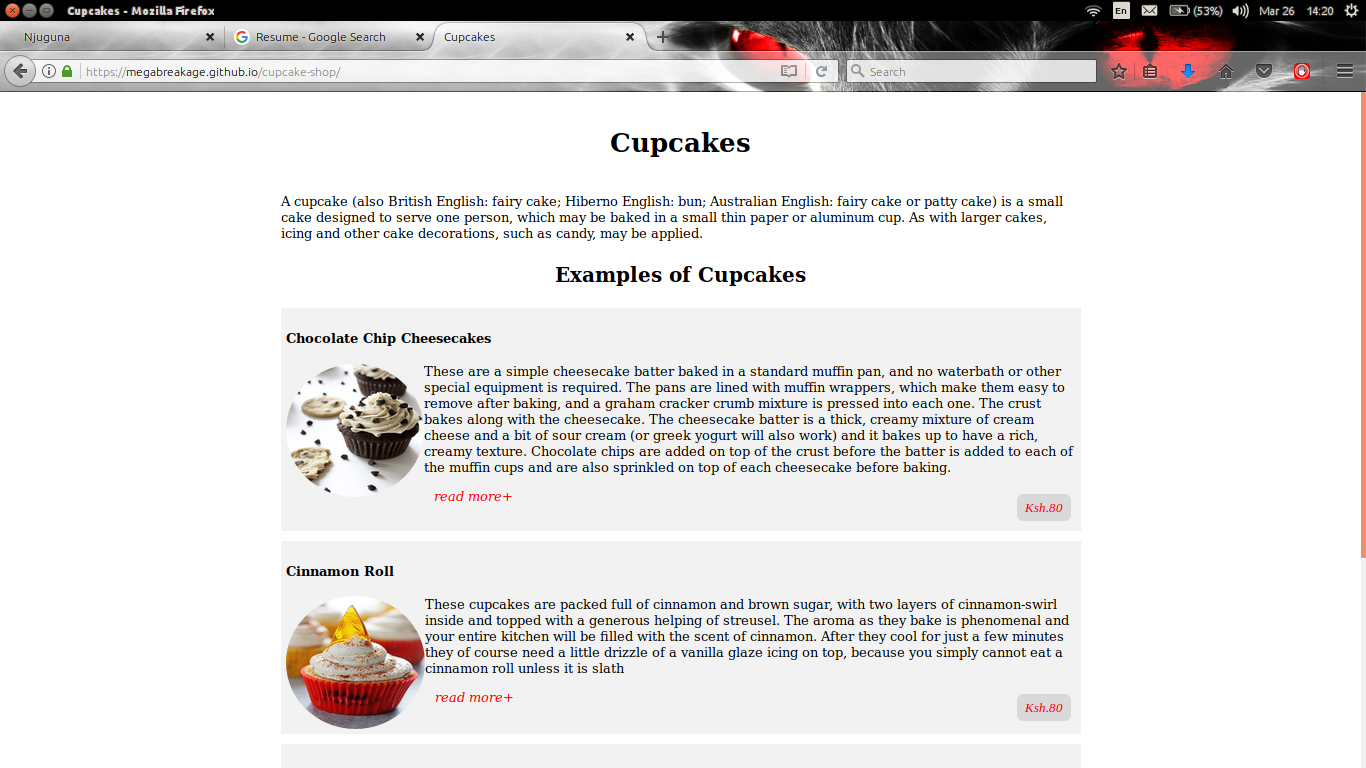 Cupcakes - Mozilla Firefox
En
(53%)
Mar 26
14:20
Njuguna
Resume - Google Search
Cupcakes
https://megabreakage.github.io/cupcake-shop/
Search
Cupcakes
A cupcake (also British English: fairy cake; Hiberno English: bun; Australian English: fairy cake or patty cake) is a small
cake designed to serve one person, which may be baked in a small thin paper or aluminum cup. As with larger cakes,
icing and other cake decorations, such as candy, may be applied.
Examples of Cupcakes
Chocolate Chip Cheesecakes
These are a simple cheesecake batter baked in a standard muffin pan, and no waterbath or other
special equipment is required. The pans are lined with muffin wrappers, which make them easy to
remove after baking, and a graham cracker crumb mixture is pressed into each one. The crust
bakes along with the cheesecake. The cheesecake batter is a thick, creamy mixture of cream
cheese and a bit of sour cream (or greek yogurt will also work) and it bakes up to have a rich,
creamy texture. Chocolate chips are added on top of the crust before the batter is added to each of
the muffin cups and are also sprinkled on top of each cheesecake before baking.
read more+
Ksh.80
Cinnamon Roll
These cupcakes are packed full of cinnamon and brown sugar, with two layers of cinnamon-swirl
inside and topped with a generous helping of streusel. The aroma as they bake is phenomenal and
your entire kitchen will be filled with the scent of cinnamon. After they cool for just a few minutes
they of course need a little drizzle of a vanilla glaze icing on top, because you simply cannot eat a
cinnamon roll unless it is slath
read more+
Ksh.80